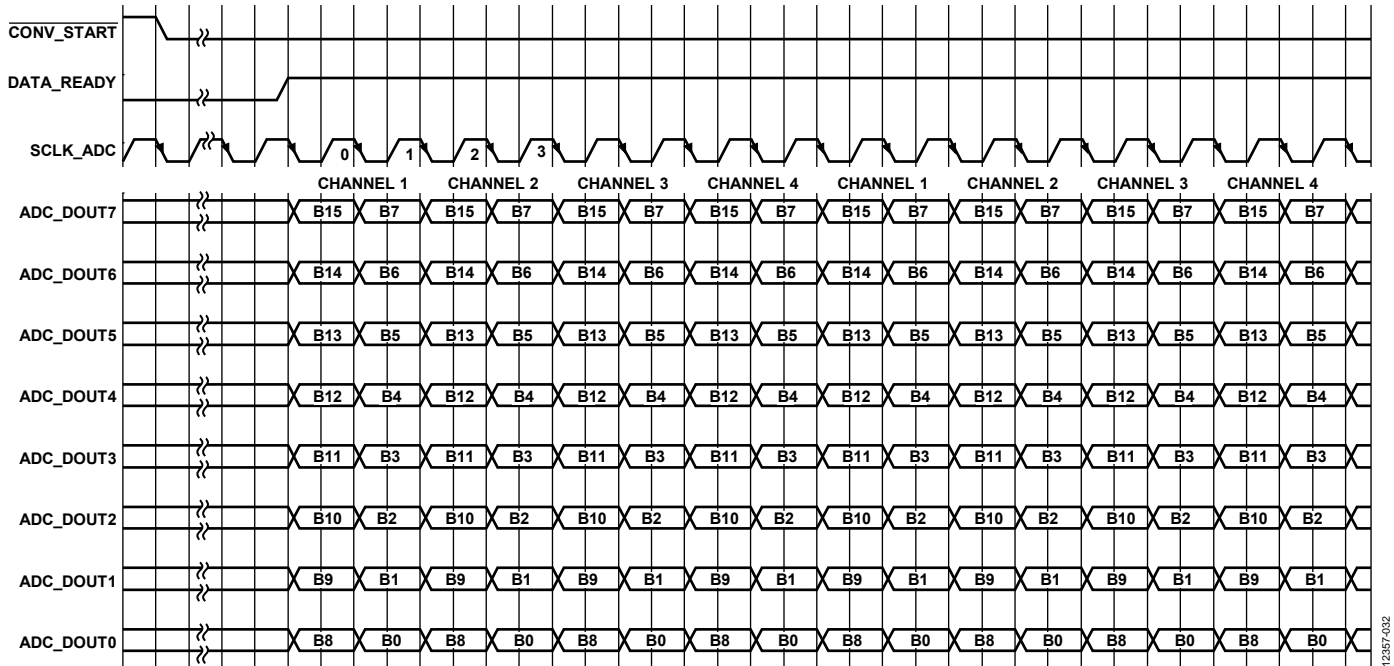 CONV_START
DATA_READY
SCLK_ADC 0 1 2 3
CHANNEL 1 CHANNEL 2 CHANNEL 3 CHANNEL 4 CHANNEL 1 CHANNEL 2 CHANNEL 3 CHANNEL 4
ADC_DOUT7 B15 B7 B15 B7 B15 B7 B15 B7 B15 B7 B15 B7 B15 B7 B15 B7
ADC_DOUT6 B14 B6 B14 B6 B14 B6 B14 B6 B14 B6 B14 B6 B14 B6 B14 B6
ADC_DOUT5 B13 B5 B13 B5 B13 B5 B13 B5 B13 B5 B13 B5 B13 B5 B13 B5
ADC_DOUT4 B12 B4 B12 B4 B12 B4 B12 B4 B12 B4 B12 B4 B12 B4 B12 B4
ADC_DOUT3 B11 B3 B11 B3 B11 B3 B11 B3 B11 B3 B11 B3 B11 B3 B11 B3
ADC_DOUT2 B10 B2 B10 B2 B10 B2 B10 B2 B10 B2 B10 B2 B10 B2 B10 B2
ADC_DOUT1 B9 B1 B9 B1 B9 B1 B9 B1 B9 B1 B9 B1 B9 B1 B9 B1
ADC_DOUT0 B8 B0 B8 B0 B8 B0 B8 B0 B8 B0 B8 B0 B8 B0 B8 B0
2357-032